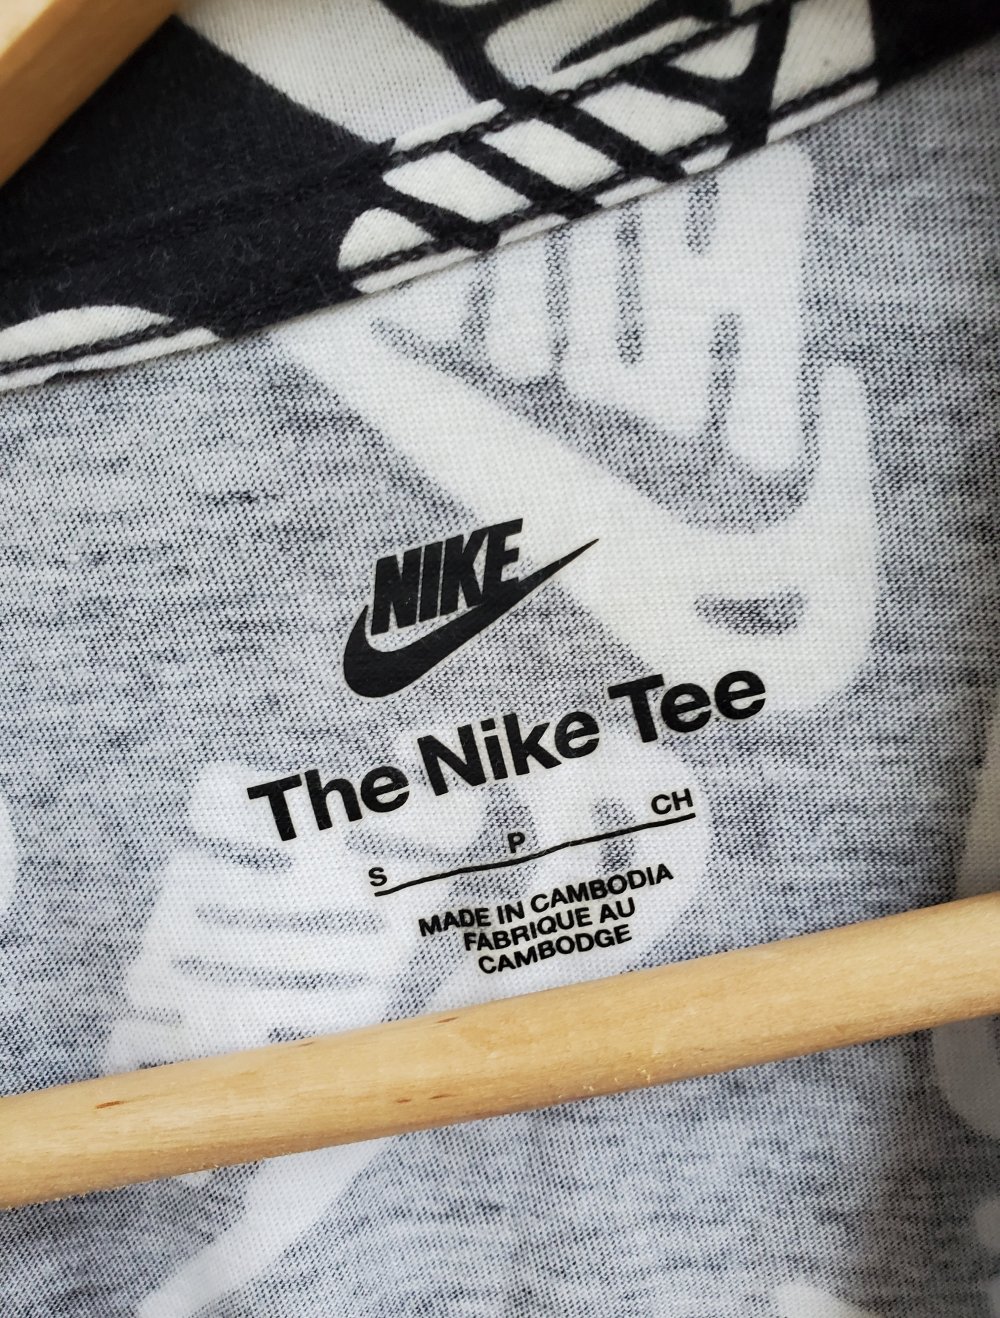 NIKE
The Nike Tee
S P CH
MADE IN CAMBODIA
FABRIQUE AU
CAMBODGE